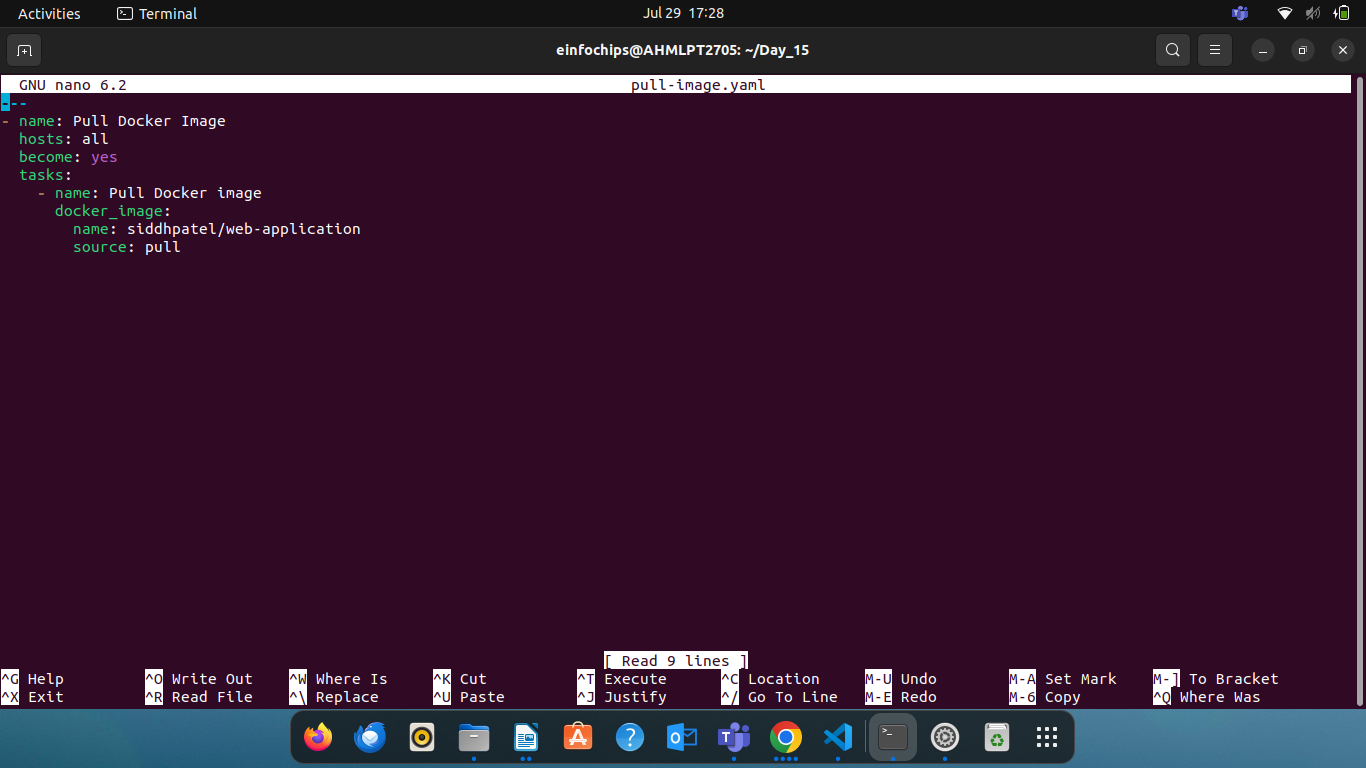 Activities Terminal Jul 29 17:28
einfochips@AHMLPT2705: ~/Day_15
GNU nano 6.2 pull-image.yaml
---
- name: Pull Docker Image
  hosts: all
  become: yes
  tasks:
    - name: Pull Docker image
      docker_image:
        name: siddhpatel/web-application
        source: pull
[ Read 9 lines ]
^G Help ^O Write Out ^W Where Is ^K Cut ^T Execute ^C Location M-U Undo M-A Set Mark M-] To Bracket
^X Exit ^R Read File ^\ Replace ^U Paste ^J Justify ^/ Go To Line M-E Redo M-6 Copy ^Q Where Was